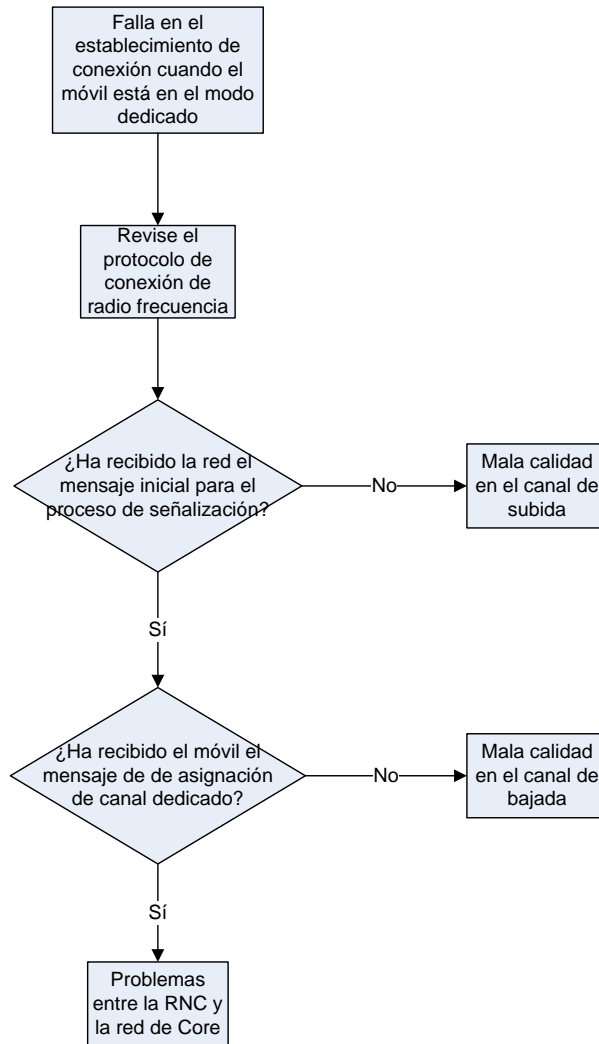 Falla en el
establecimiento de
conexión cuando el
móvil está en el modo
dedicado
Revise el
protocolo de
conexión de
radio frecuencia
¿Ha recibido la red el
mensaje inicial para el
proceso de señalización?
No
Mala calidad
en el canal de
subida
Sí
¿Ha recibido el móvil el
mensaje de de asignación
de canal dedicado?
No
Mala calidad
en el canal de
bajada
Sí
Problemas
entre la RNC y
la red de Core